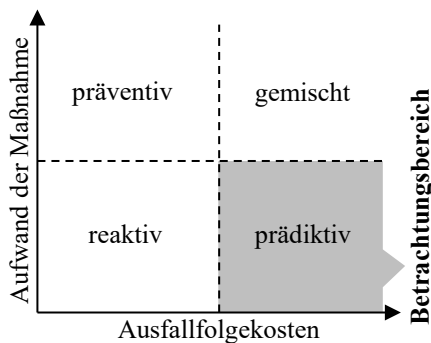 Aufwand der Maßnahme
präventiv
gemischt
reaktiv
prädiktiv
Betrachtungsbereich
Ausfallfolgekosten